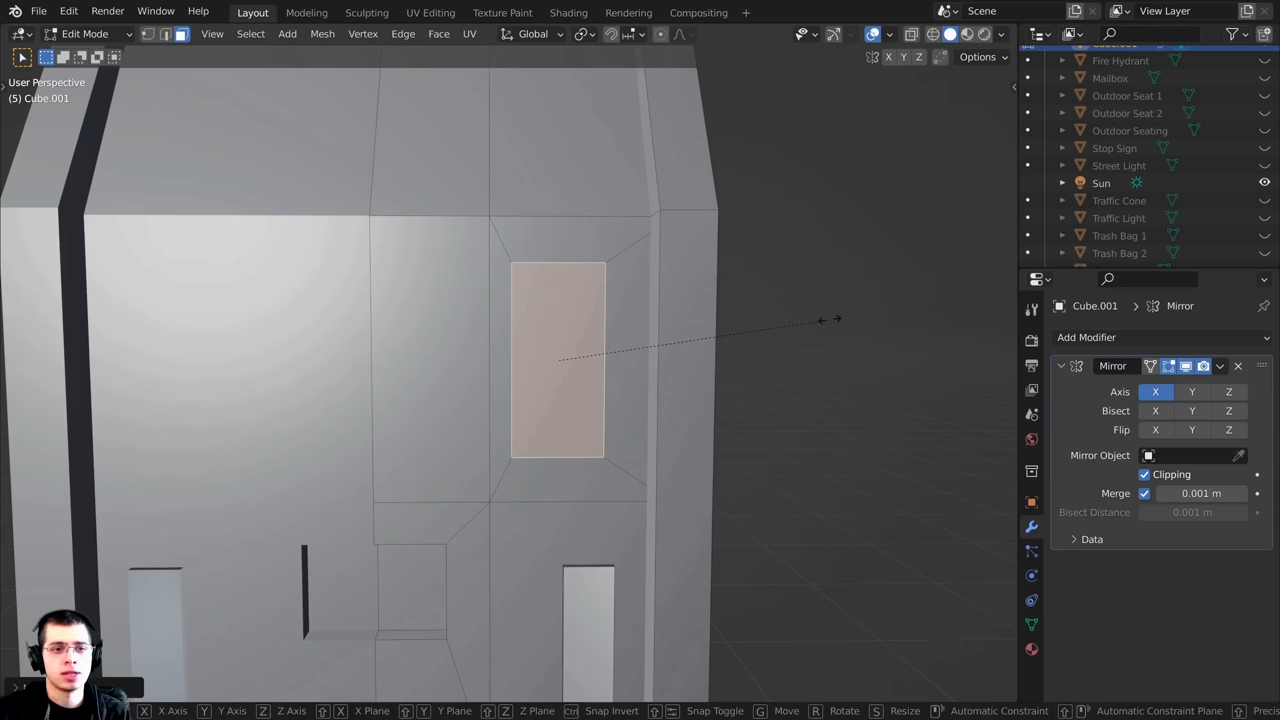 File Edit Render Window Help Layout Modeling Sculpting UV Editing Texture Paint Shading Rendering Compositing + Scene View Layer
Edit Mode View Select Add Mesh Vertex Edge Face UV Global
X Y Z Options
User Perspective
(5) Cube.001
Fire Hydrant
Mailbox
Outdoor Seat 1
Outdoor Seat 2
Outdoor Seating
Stop Sign
Street Light
Sun
Traffic Cone
Traffic Light
Trash Bag 1
Trash Bag 2
Cube.001 > Mirror
Add Modifier
Mirror
Axis X Y Z
Bisect X Y Z
Flip X Y Z
Mirror Object
Clipping
Merge 0.001 m
Bisect Distance 0.001 m
Data
X X Axis Y Y Axis Z Z Axis X X Plane Y Y Plane Z Z Plane Ctrl Snap Invert Snap Toggle G Move R Rotate S Resize Automatic Constraint Automatic Constraint Plane Precis